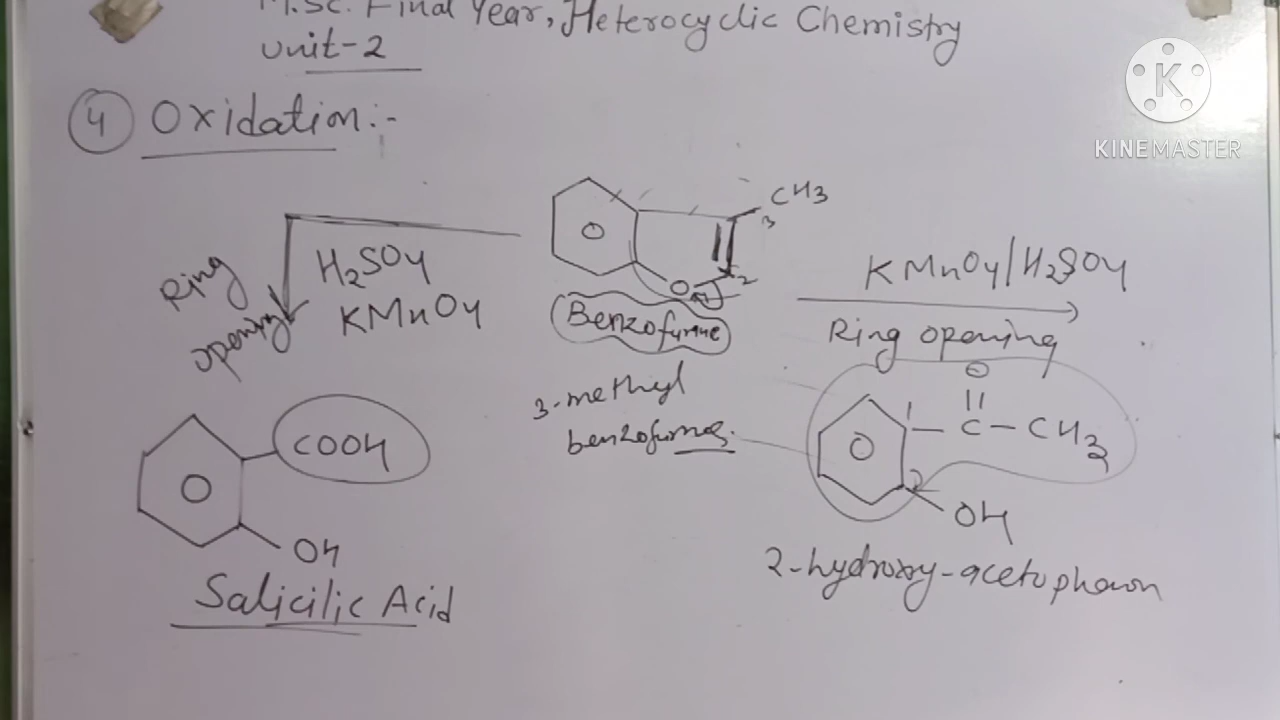 M.Sc. Final Year, Heterocyclic Chemistry
Unit-2
K
KINEMASTER
4 Oxidation:-
CH3
3
2
O
Benzofurane
3-methyl
benzofurane
Ring
opening
H2SO4
KMnO4
KMnO4/H2SO4
Ring opening
COOH
OH
Salicilic Acid
O
1
C-CH3
2
OH
2-hydroxy-acetophenon